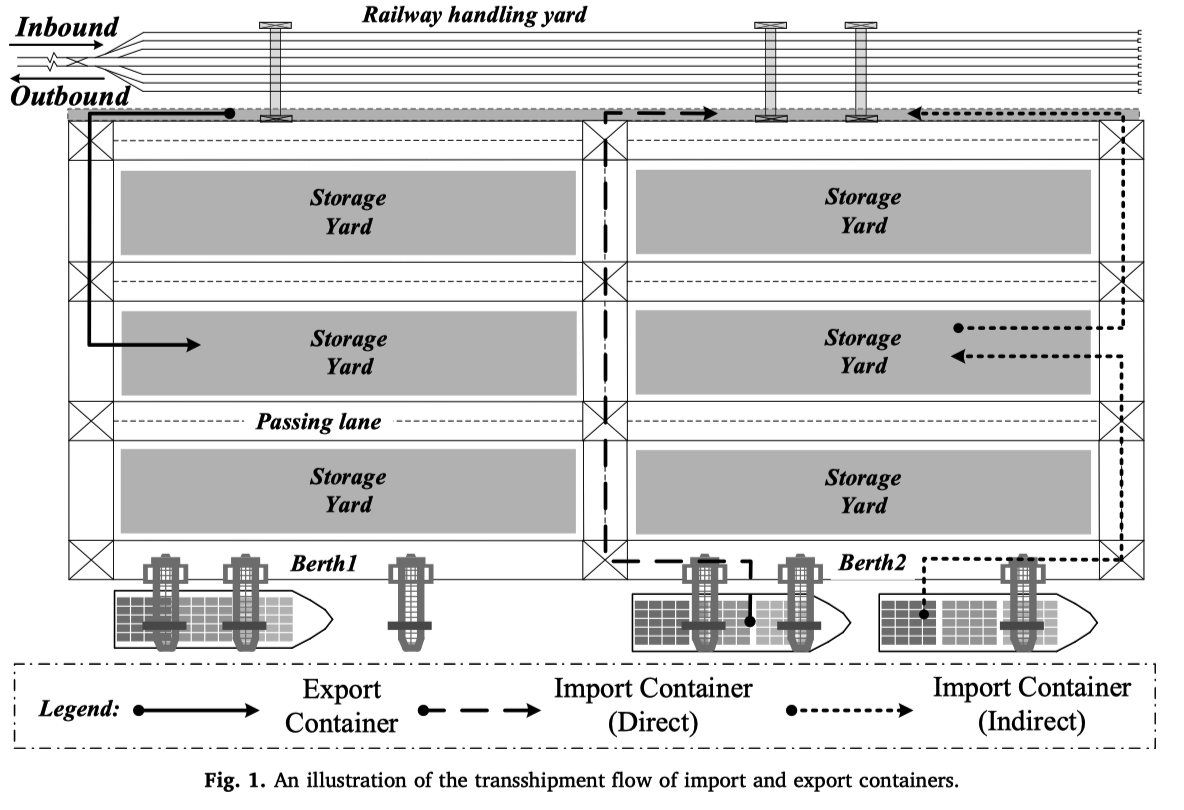 Railway handling yard
Inbound
Outbound
Storage
Yard
Storage
Yard
Storage
Yard
Storage
Yard
Passing lane
Storage
Yard
Storage
Yard
Berth1
Berth2
Legend:
Export
Container
Import Container
(Direct)
Import Container
(Indirect)
Fig. 1. An illustration of the transshipment flow of import and export containers.